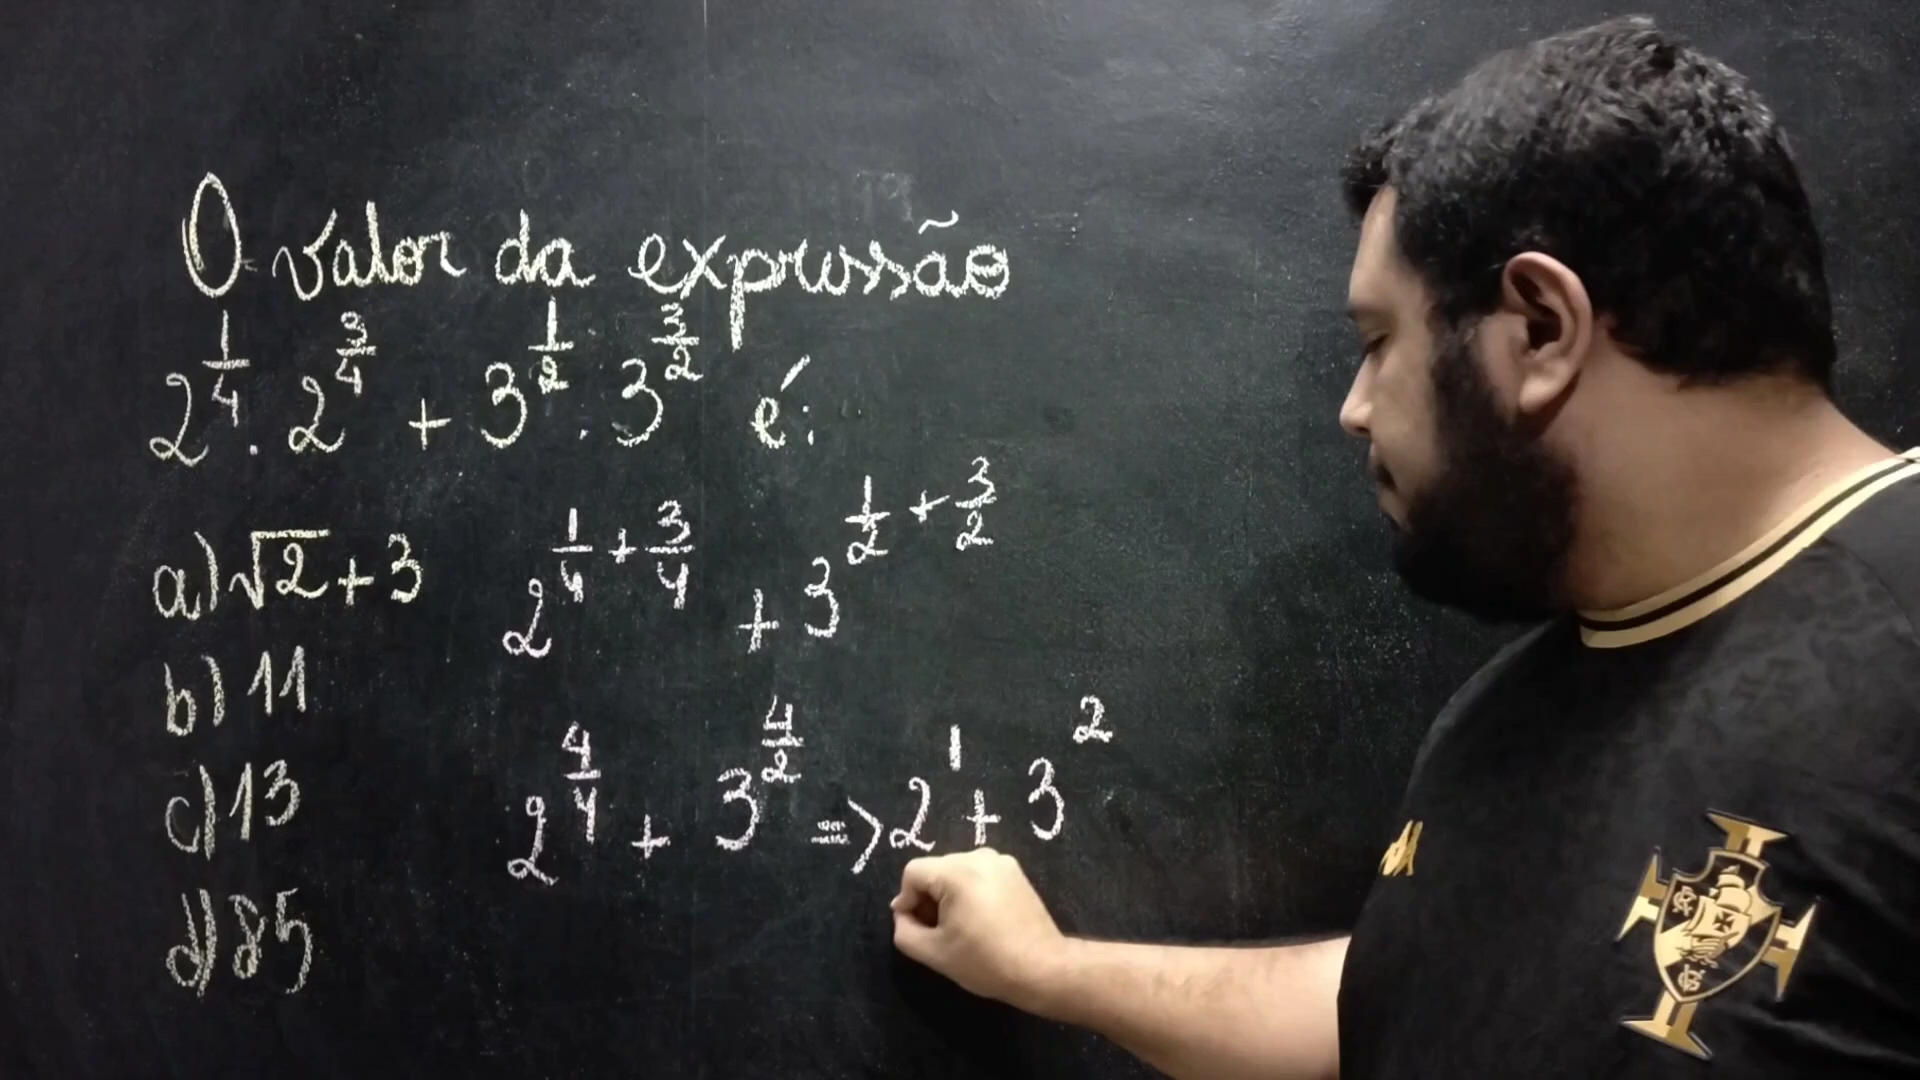 O valor da expressão
2^{1/4} . 2^{3/4} + 3^{1/2} . 3^{3/2} é:
a) √2 + 3
2^{1/4 + 3/4} + 3^{1/2 + 3/2}
b) 11
c) 13
2^{4/4} + 3^{4/2} => 2^1 + 3^2
d) 85